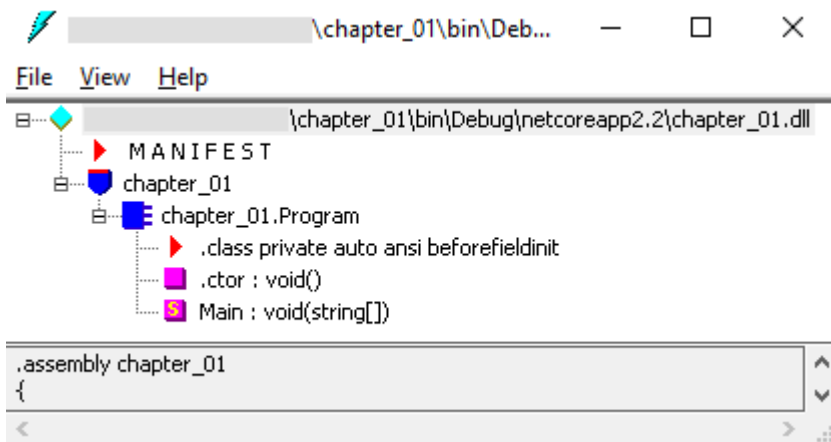 \chapter_01\bin\Deb...
File View Help
\chapter_01\bin\Debug\netcoreapp2.2\chapter_01.dll
M A N I F E S T
chapter_01
chapter_01.Program
.class private auto ansi beforefieldinit
.ctor : void()
S Main : void(string[])
.assembly chapter_01
{